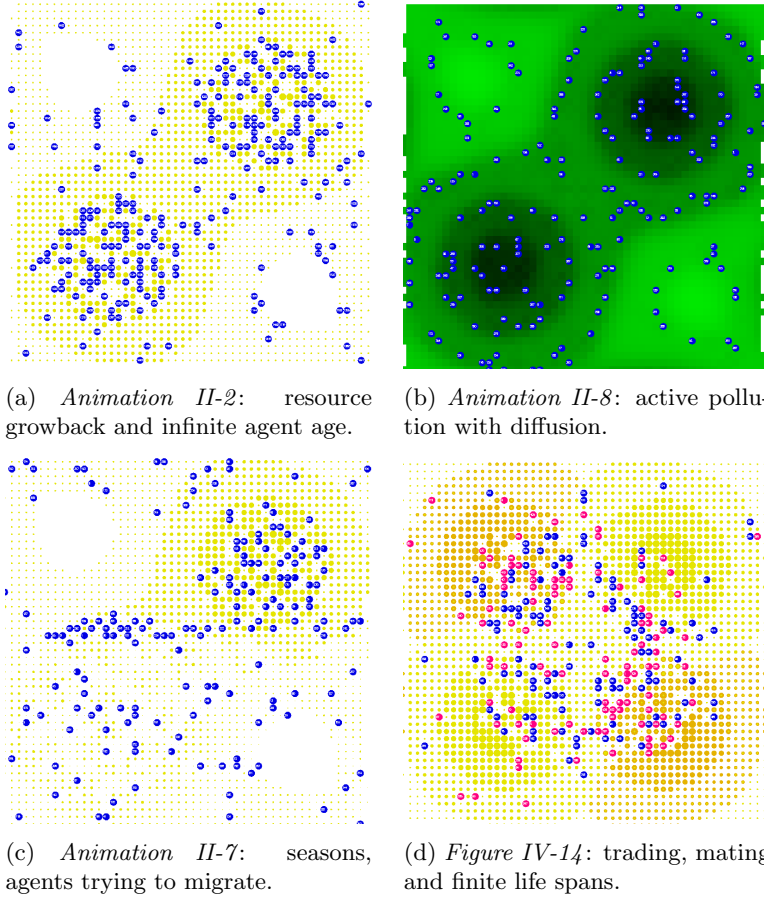 (a) Animation II-2: resource
growback and infinite agent age.
(b) Animation II-8: active pollu-
tion with diffusion.
(c) Animation II-7: seasons,
agents trying to migrate.
(d) Figure IV-14: trading, mating
and finite life spans.